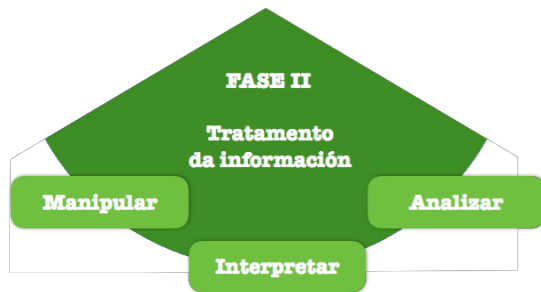 FASE II
Tratamento
da información
Manipular
Analizar
Interpretar